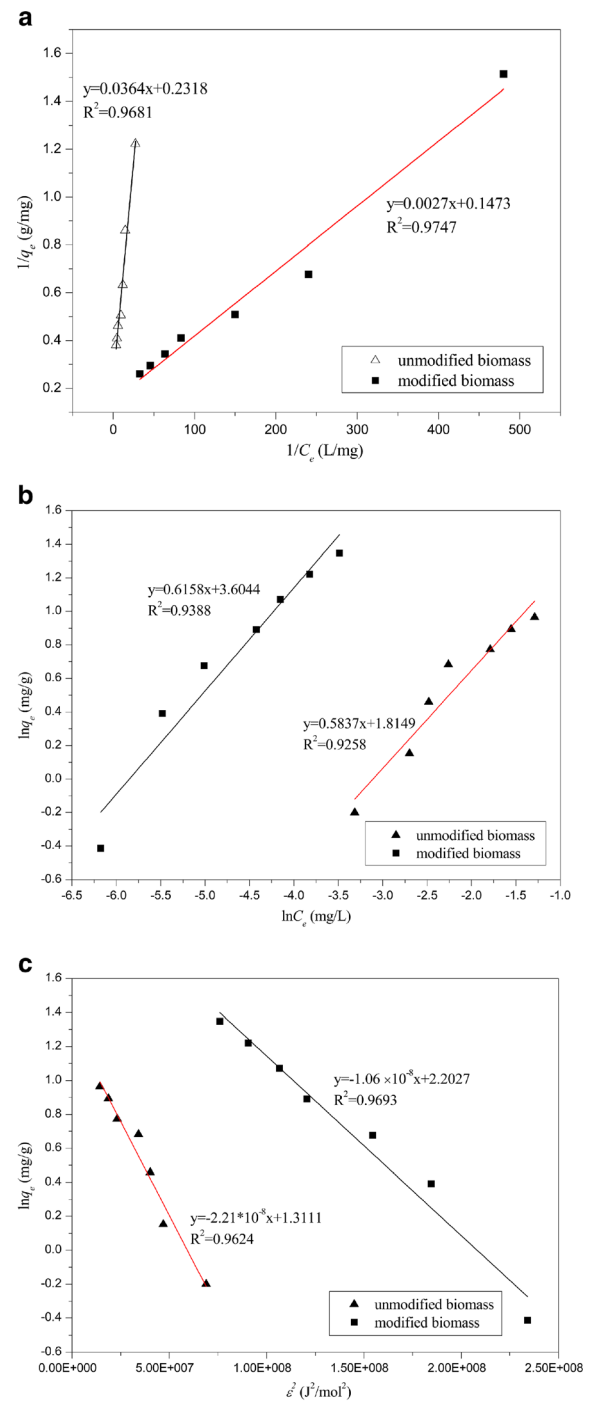 a
1.6
1.4
1.2
1.0
0.8
0.6
0.4
0.2
1/qe (g/mg)
y=0.0364x+0.2318
R²=0.9681
y=0.0027x+0.1473
R²=0.9747
unmodified biomass
modified biomass
0 100 200 300 400 500
1/Ce (L/mg)
b
1.6
1.4
1.2
1.0
0.8
0.6
0.4
0.2
0.0
-0.2
-0.4
-0.6
lnqe (mg/g)
y=0.6158x+3.6044
R²=0.9388
y=0.5837x+1.8149
R²=0.9258
unmodified biomass
modified biomass
-6.5 -6.0 -5.5 -5.0 -4.5 -4.0 -3.5 -3.0 -2.5 -2.0 -1.5 -1.0
lnCe (mg/L)
c
1.6
1.4
1.2
1.0
0.8
0.6
0.4
0.2
0.0
-0.2
-0.4
-0.6
lnqe (mg/g)
y=-1.06 ×10⁻⁸x+2.2027
R²=0.9693
y=-2.21*10⁻⁸x+1.3111
R²=0.9624
unmodified biomass
modified biomass
0.00E+000 5.00E+007 1.00E+008 1.50E+008 2.00E+008 2.50E+008
ε² (J²/mol²)